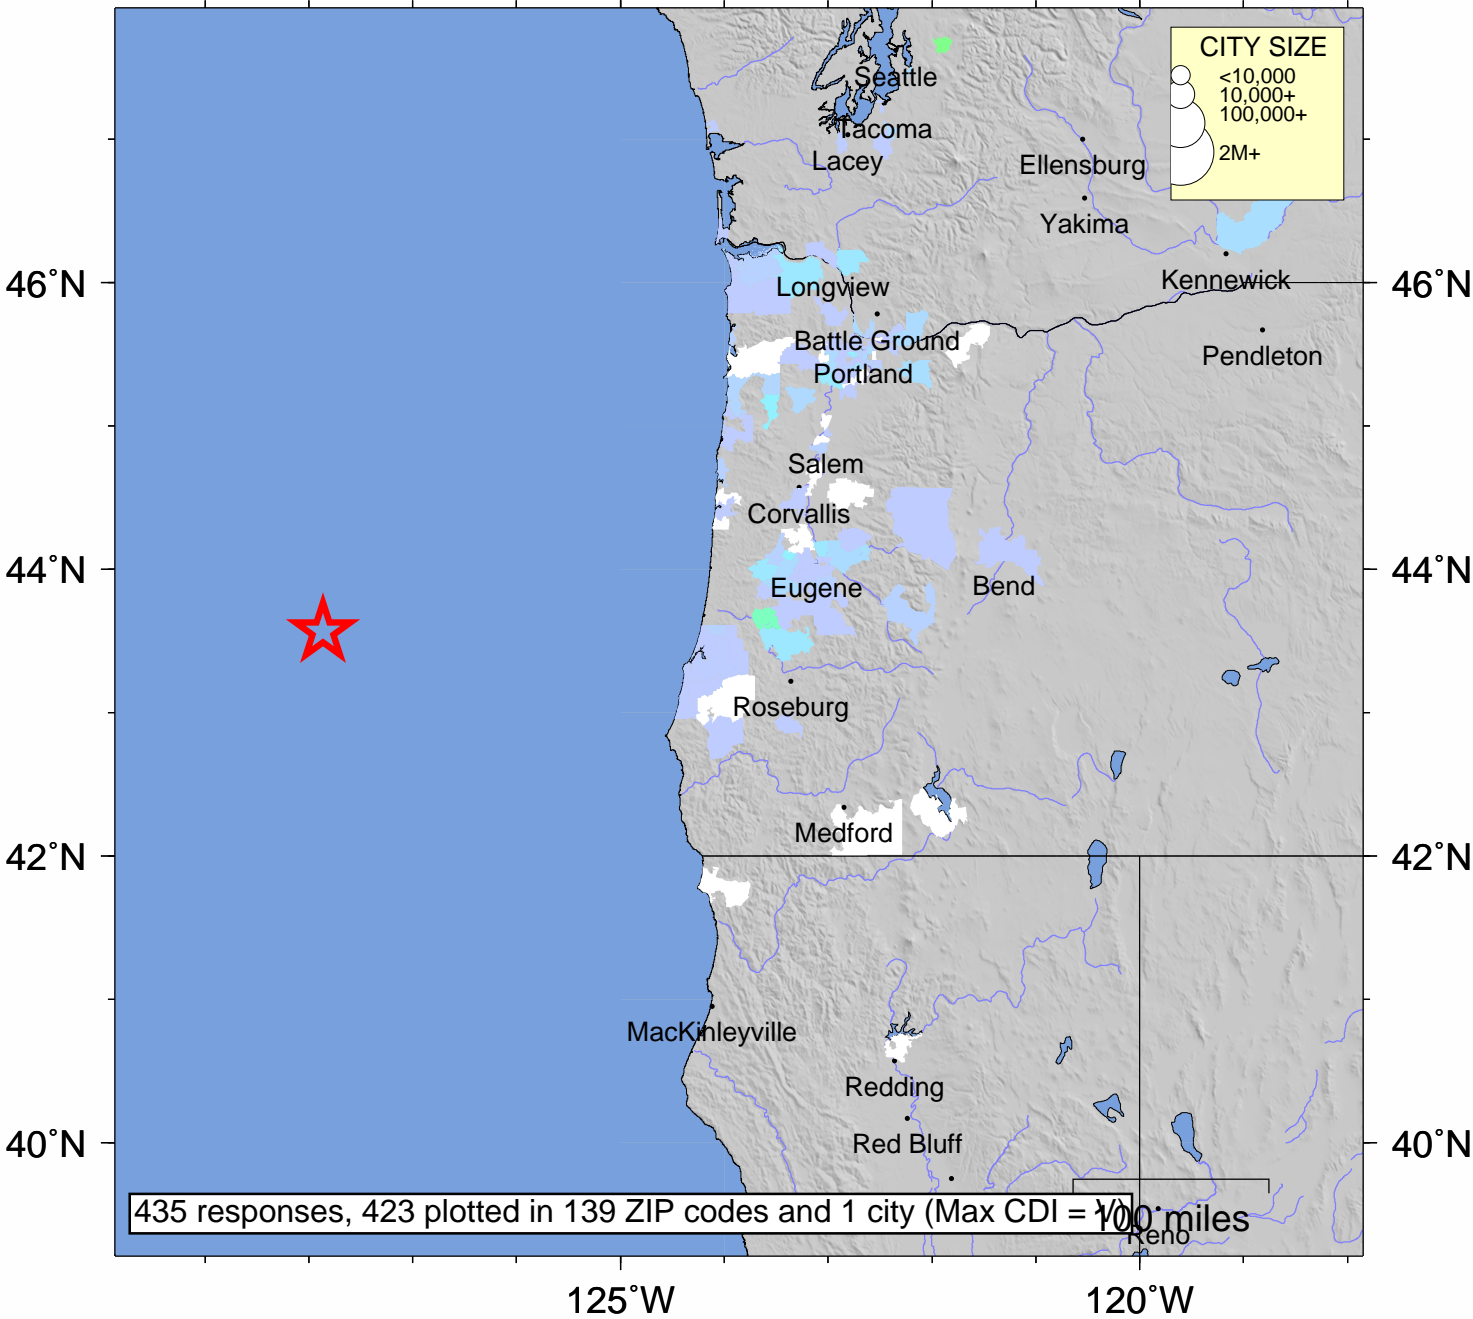 CITY SIZE
<10,000
10,000+
100,000+
2M+
Seattle
Tacoma
Lacey
Ellensburg
Yakima
46°N
Longview
Kennewick
46°N
Battle Ground
Pendleton
Portland
Salem
Corvallis
44°N
Eugene
Bend
44°N
Roseburg
Medford
42°N
42°N
MacKinleyville
Redding
40°N
Red Bluff
40°N
435 responses, 423 plotted in 139 ZIP codes and 1 city (Max CDI = V)
100 miles
Reno
125°W
120°W